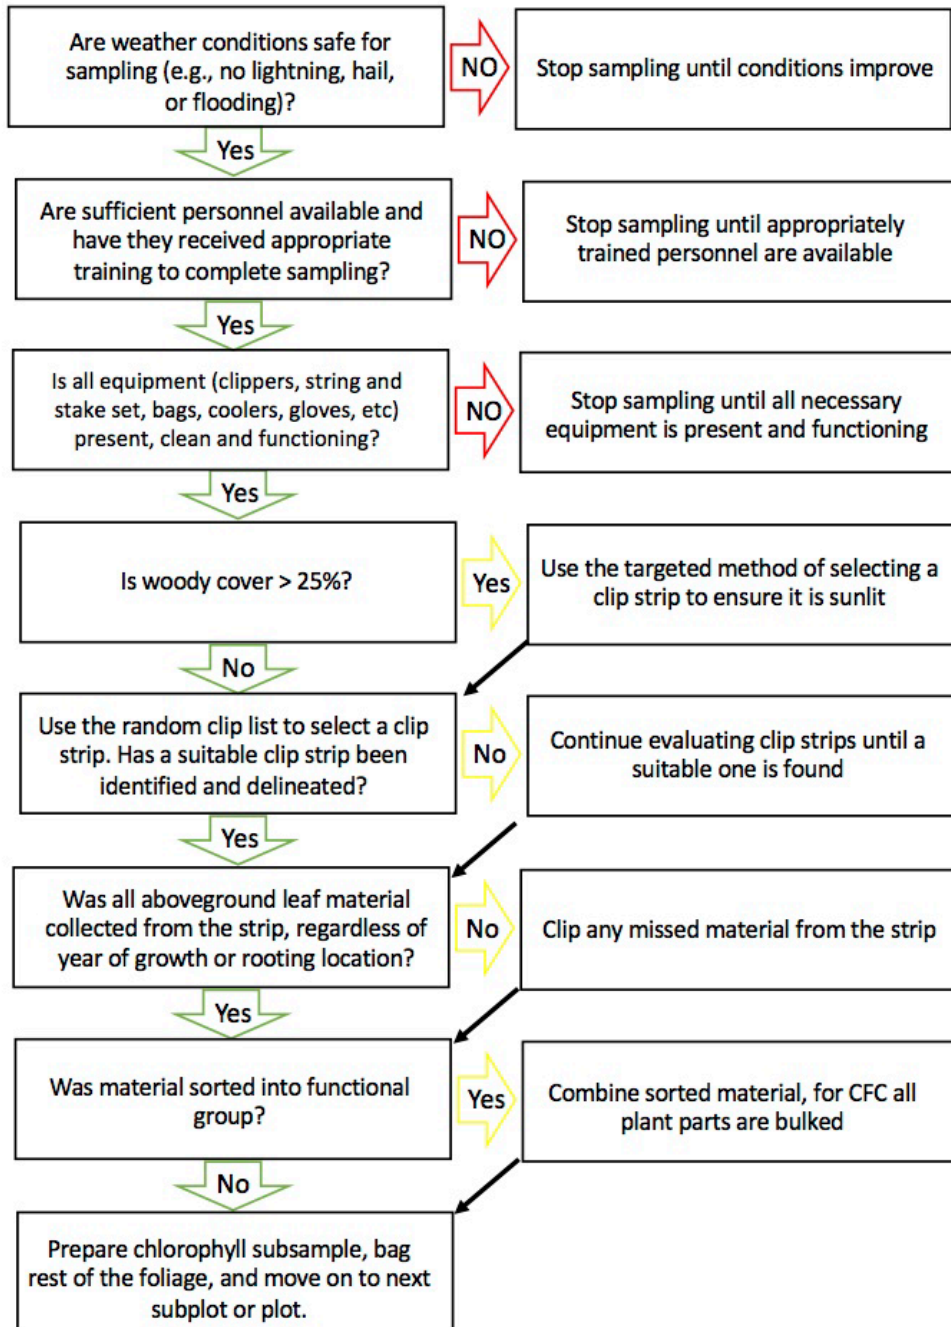 Are weather conditions safe for
sampling (e.g., no lightning, hail,
or flooding)?
NO
Stop sampling until conditions improve
Yes
Are sufficient personnel available and
have they received appropriate
training to complete sampling?
NO
Stop sampling until appropriately
trained personnel are available
Yes
Is all equipment (clippers, string and
stake set, bags, coolers, gloves, etc)
present, clean and functioning?
NO
Stop sampling until all necessary
equipment is present and functioning
Yes
Is woody cover > 25%?
Yes
Use the targeted method of selecting a
clip strip to ensure it is sunlit
No
Use the random clip list to select a clip
strip. Has a suitable clip strip been
identified and delineated?
No
Continue evaluating clip strips until a
suitable one is found
Yes
Was all aboveground leaf material
collected from the strip, regardless of
year of growth or rooting location?
No
Clip any missed material from the strip
Yes
Was material sorted into functional
group?
Yes
Combine sorted material, for CFC all
plant parts are bulked
No
Prepare chlorophyll subsample, bag
rest of the foliage, and move on to next
subplot or plot.